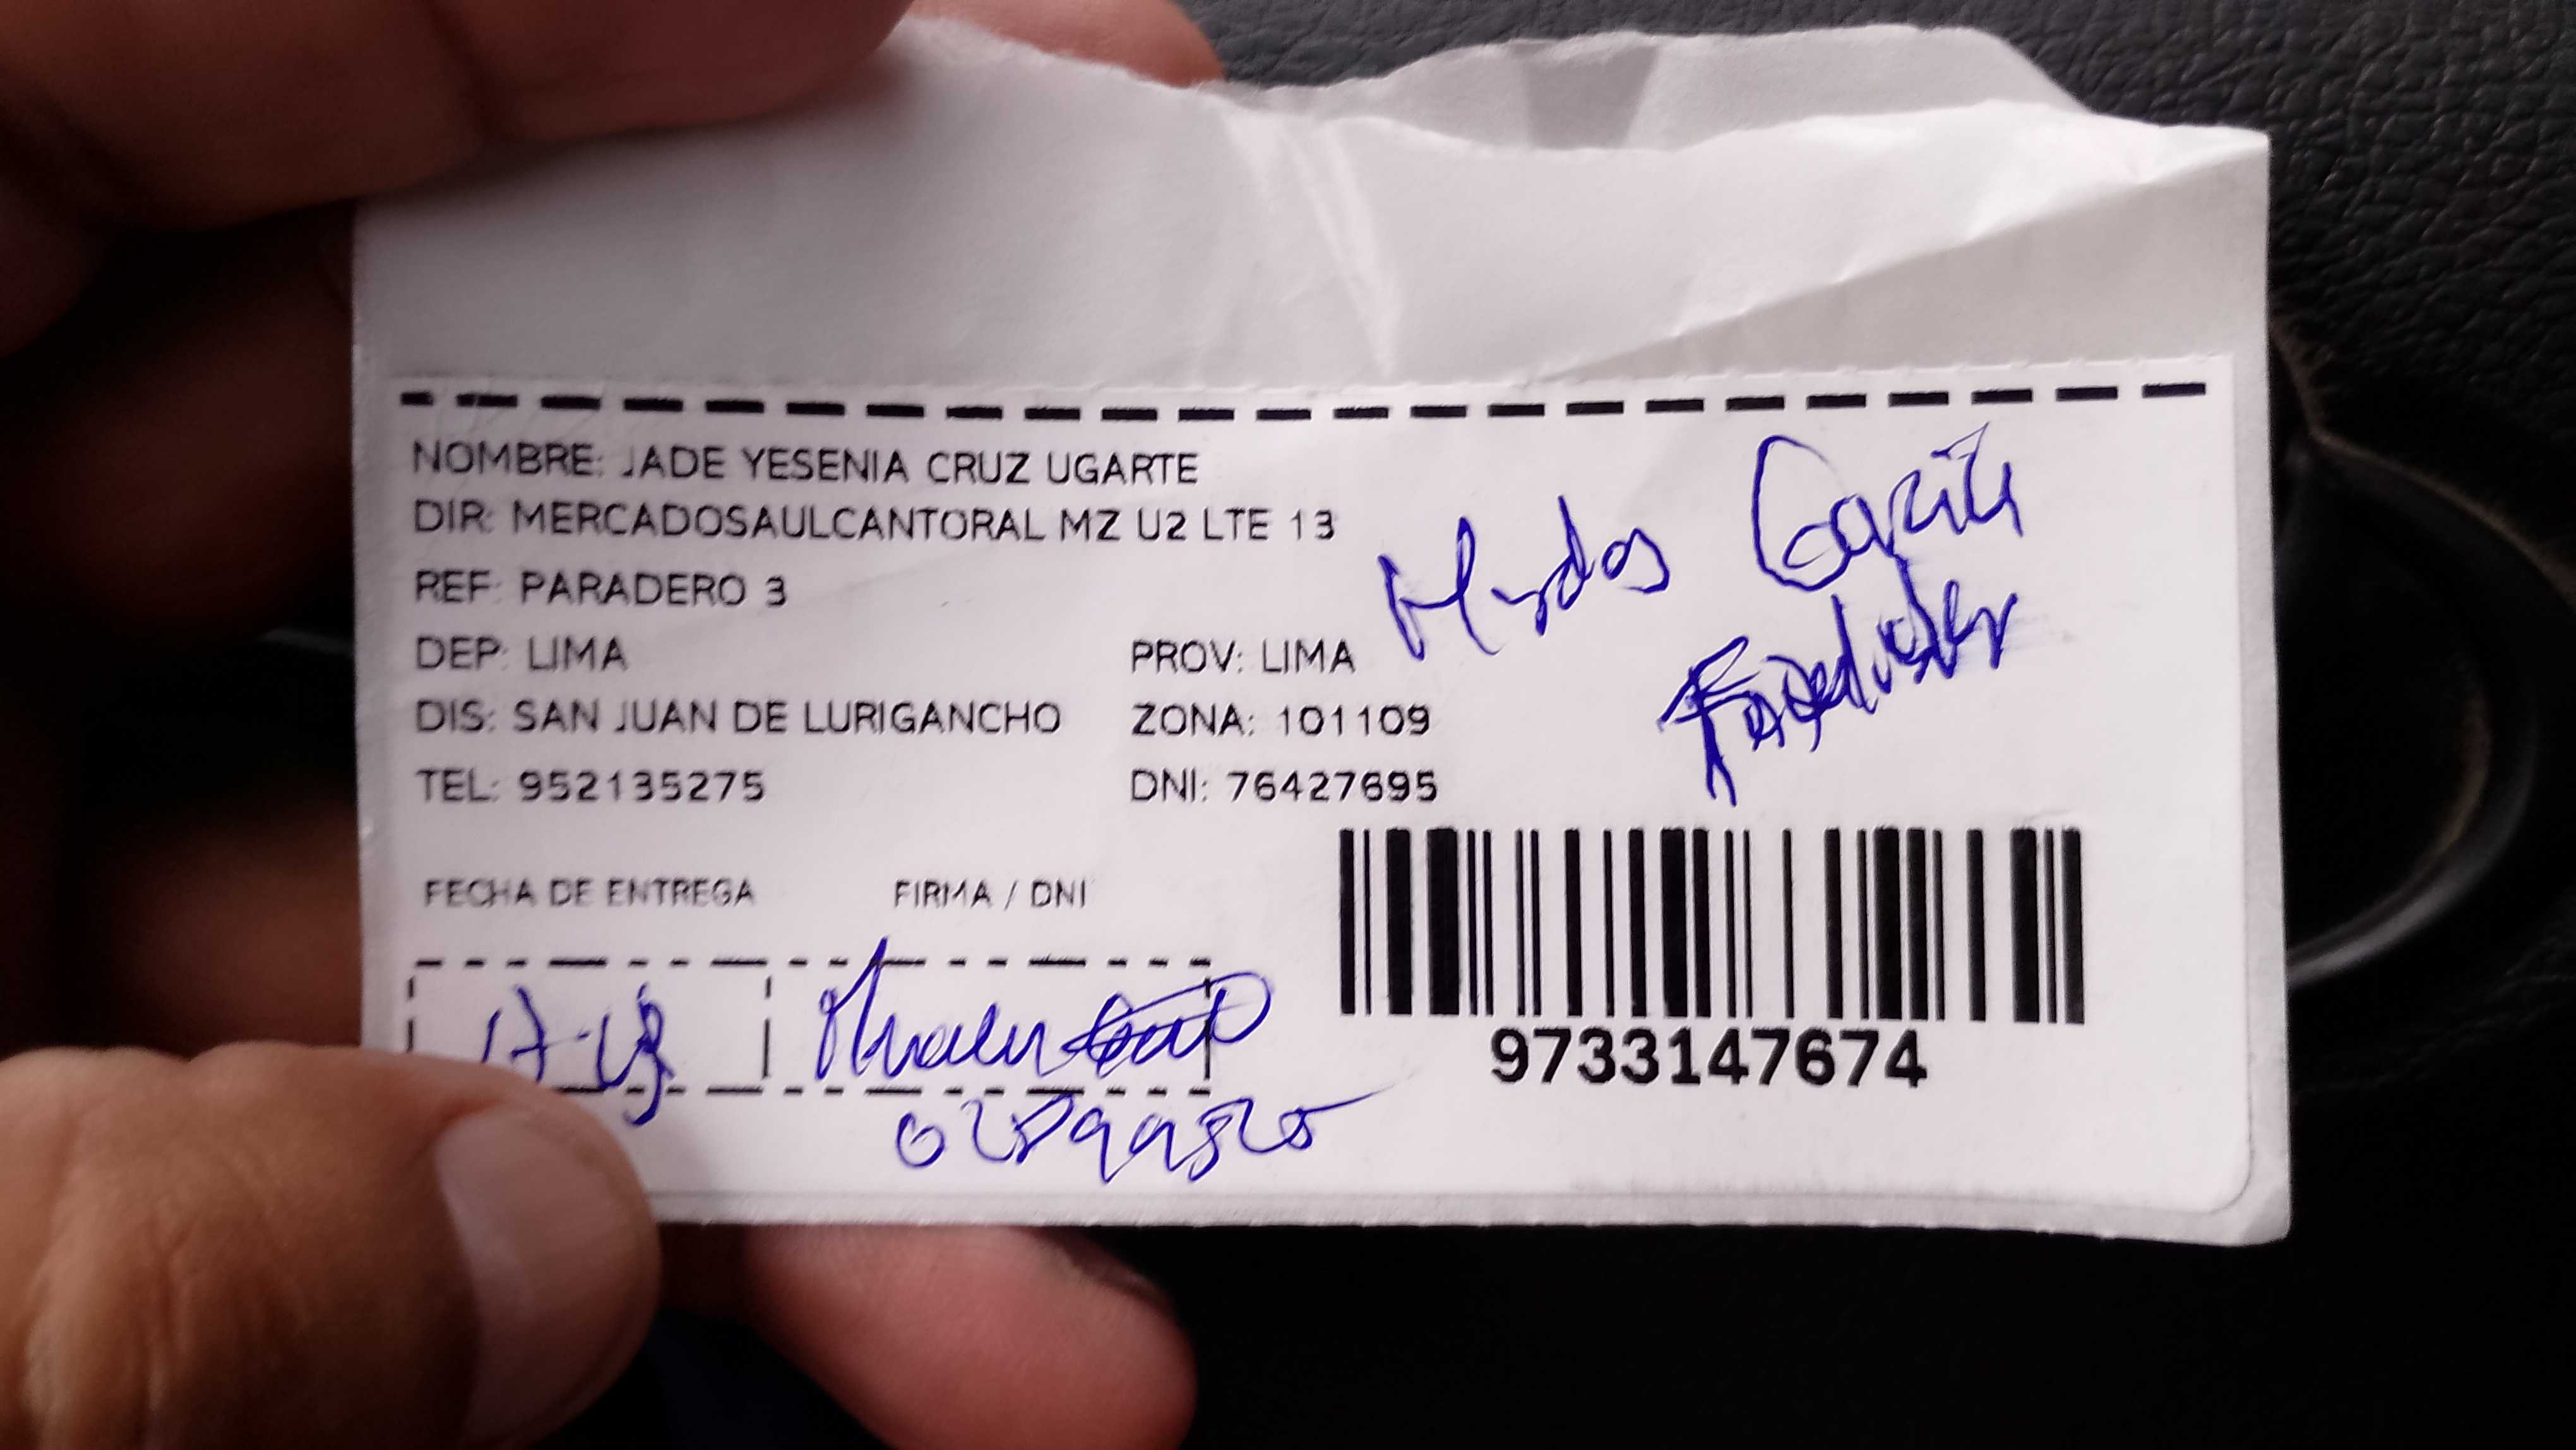 NOMBRE: JADE YESENIA CRUZ UGARTE
DIR: MERCADOSAULCANTORAL MZ U2 LTE 13
REF: PARADERO 3
DEP: LIMA PROV: LIMA
DIS: SAN JUAN DE LURIGANCHO ZONA: 101109
TEL: 952135275 DNI: 76427695
FECHA DE ENTREGA FIRMA / DNI
9733147674